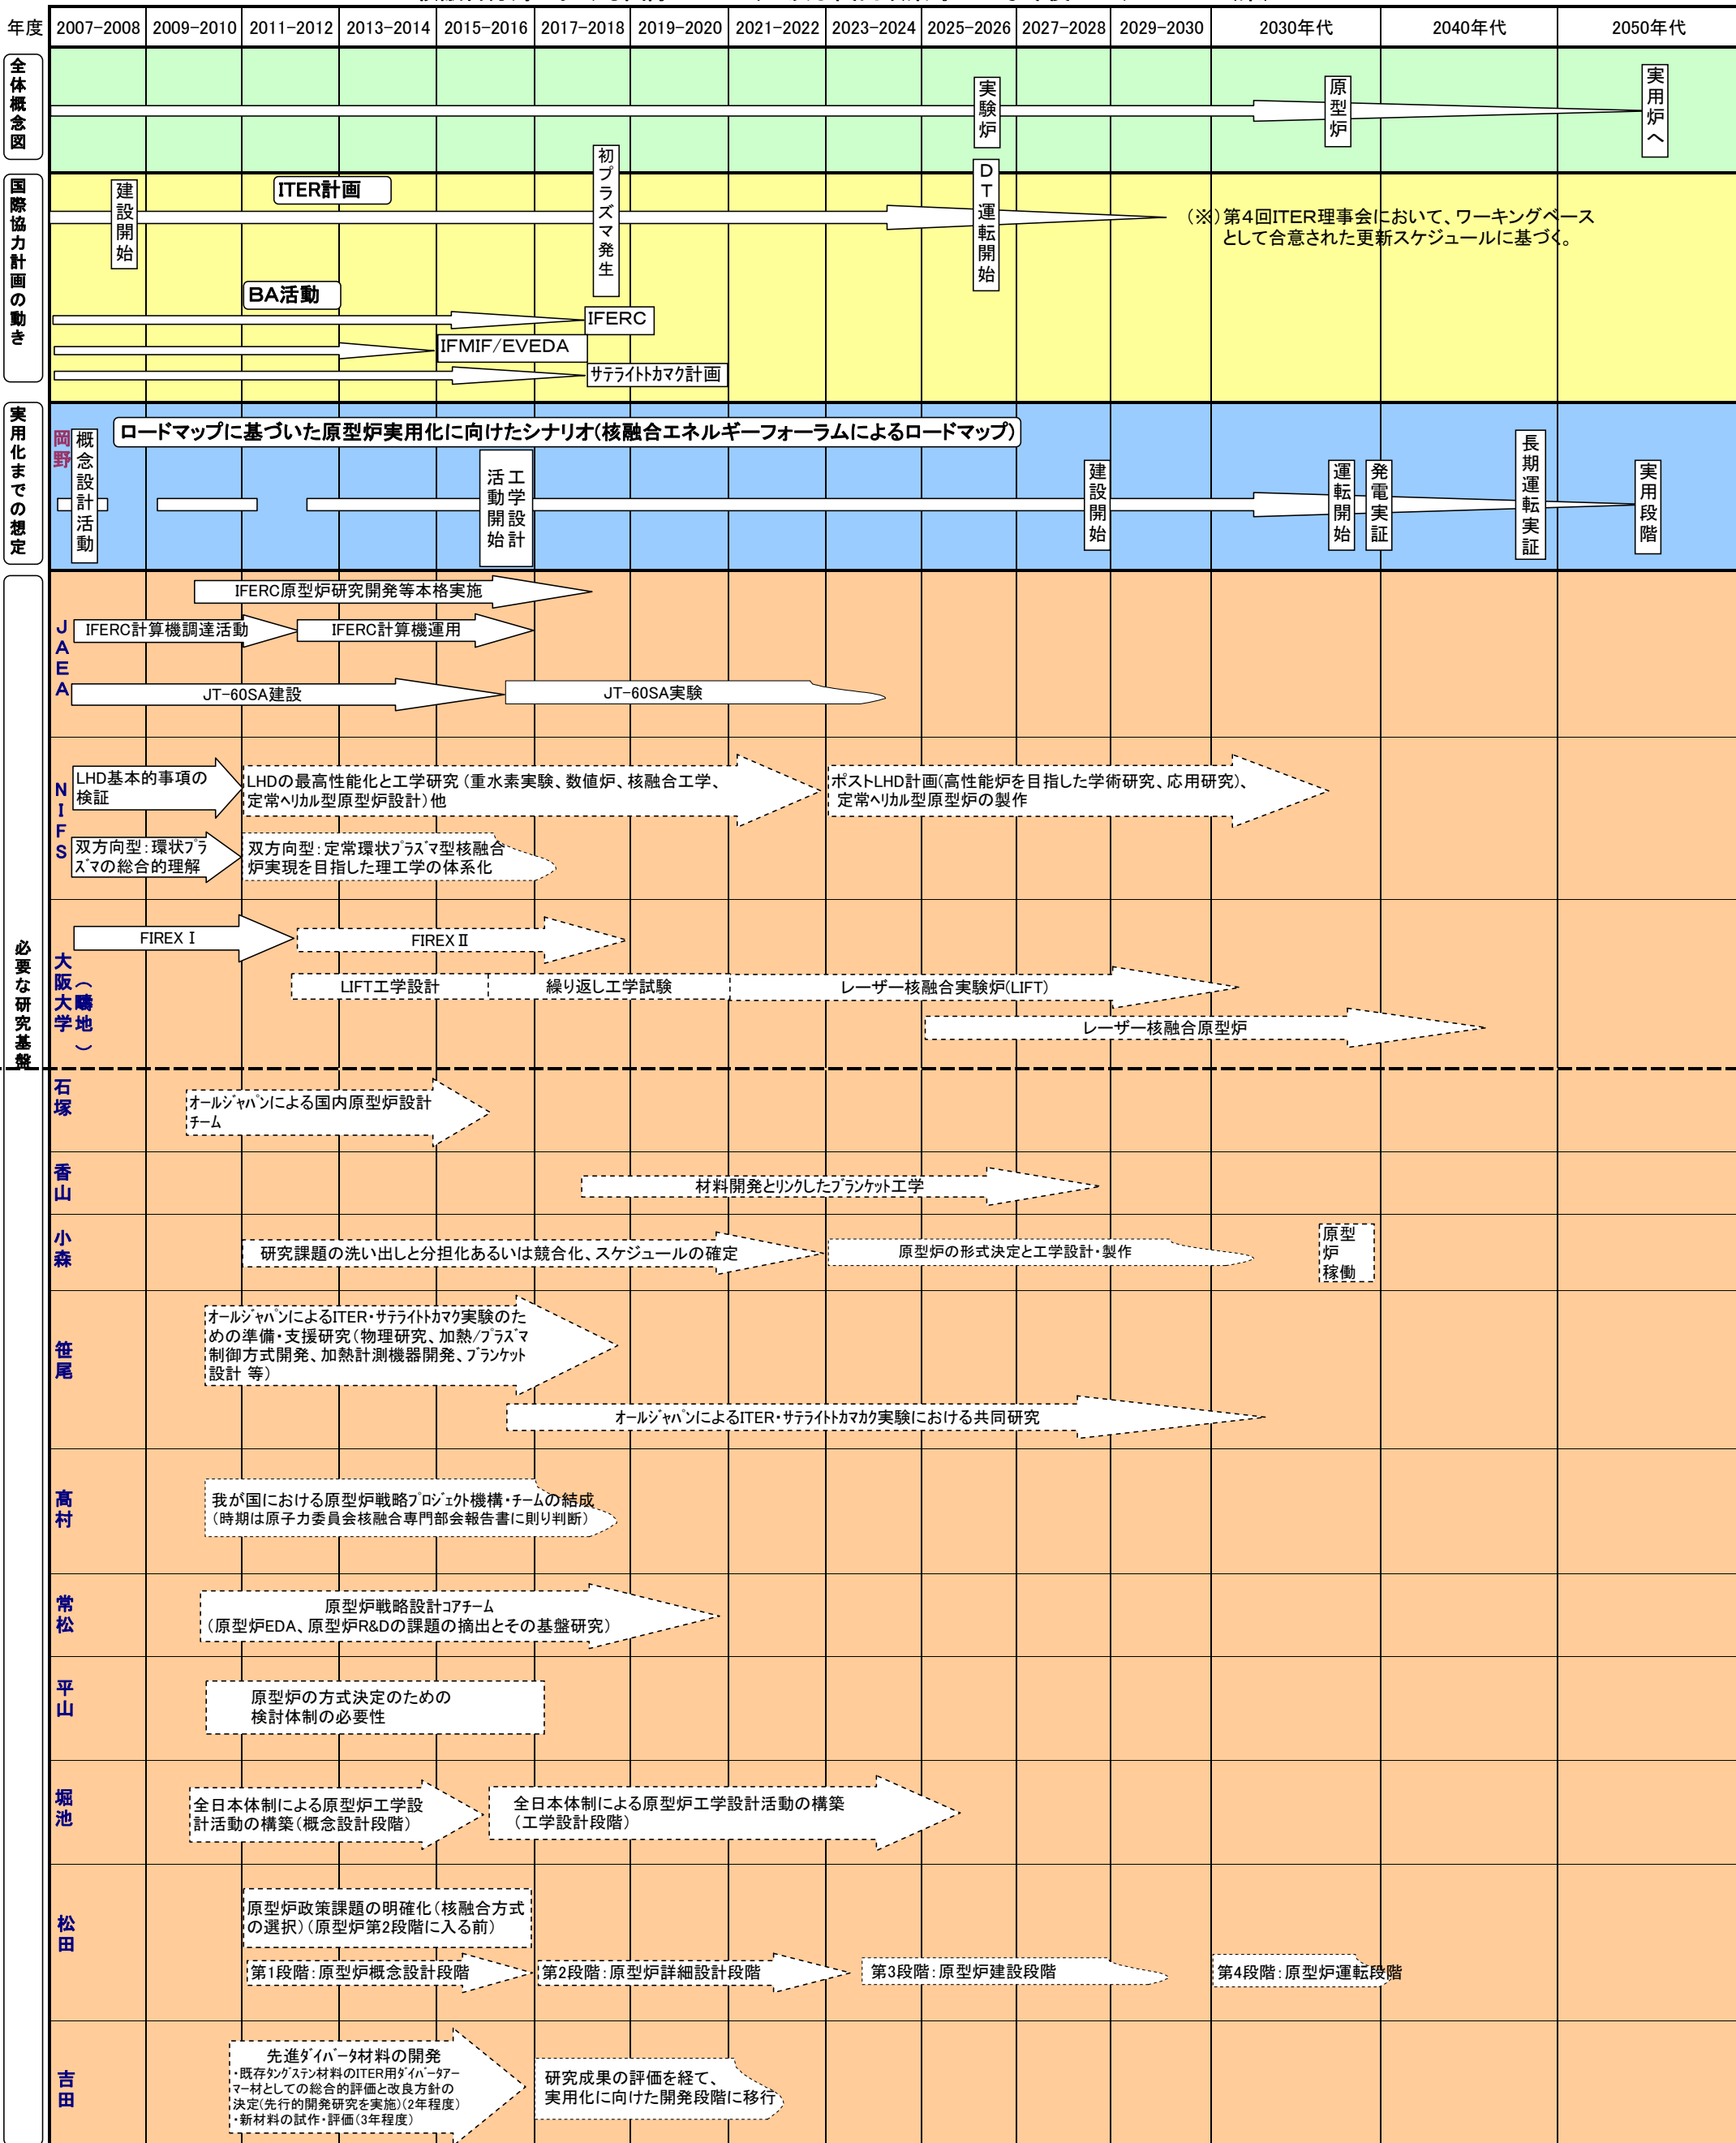 年度
2007-2008
2009-2010
2011-2012
2013-2014
2015-2016
2017-2018
2019-2020
2021-2022
2023-2024
2025-2026
2027-2028
2029-2030
2030年代
2040年代
2050年代
全体概念図
実験炉
原型炉
実用炉へ
国際協力計画の動き
建設開始
ITER計画
初プラズマ発生
DT運転開始
(※)第4回ITER理事会において、ワーキングベース
として合意された更新スケジュールに基づく。
BA活動
IFERC
IFMIF/EVEDA
サテライトトカマク計画
実用化までの想定
岡野
概念設計活動
ロードマップに基づいた原型炉実用化に向けたシナリオ(核融合エネルギーフォーラムによるロードマップ)
工学設計
活動開始
建設開始
運転開始
発電実証
長期運転実証
実用段階
必要な研究基盤
JAEA
IFERC原型炉研究開発等本格実施
IFERC計算機調達活動
IFERC計算機運用
JT-60SA建設
JT-60SA実験
NIFS
LHD基本的事項の
検証
LHDの最高性能化と工学研究(重水素実験、数値炉、核融合工学、
定常ヘリカル型原型炉設計)他
ポストLHD計画(高性能炉を目指した学術研究、応用研究)、
定常ヘリカル型原型炉の製作
双方向型:環状プラ
ズマの総合的理解
双方向型:定常環状プラズマ型核融合
炉実現を目指した理工学の体系化
大阪大学
(疇地)
FIREX Ⅰ
FIREX Ⅱ
LIFT工学設計
繰り返し工学試験
レーザー核融合実験炉(LIFT)
レーザー核融合原型炉
石塚
オールジャパンによる国内原型炉設計
チーム
香山
材料開発とリンクしたブランケット工学
小森
研究課題の洗い出しと分担化あるいは競合化、スケジュールの確定
原型炉の形式決定と工学設計・製作
原型
炉
稼働
笹尾
オールジャパンによるITER・サテライトトカマク実験のた
めの準備・支援研究(物理研究、加熱/プラズマ
制御方式開発、加熱計測機器開発、ブランケット
設計 等)
オールジャパンによるITER・サテライトトカマカク実験における共同研究
髙村
我が国における原型炉戦略プロジェクト機構・チームの結成
(時期は原子力委員会核融合専門部会報告書に則り判断)
常松
原型炉戦略設計コアチーム
(原型炉EDA、原型炉R&Dの課題の摘出とその基盤研究)
平山
原型炉の方式決定のための
検討体制の必要性
堀池
全日本体制による原型炉工学設
計活動の構築(概念設計段階)
全日本体制による原型炉工学設計活動の構築
(工学設計段階)
松田
原型炉政策課題の明確化(核融合方式
の選択)(原型炉第2段階に入る前)
第1段階:原型炉概念設計段階
第2段階:原型炉詳細設計段階
第3段階:原型炉建設段階
第4段階:原型炉運転段階
吉田
先進ダイバータ材料の開発
・既存タングステン材料のITER用ダイバータアー
マー材としての総合的評価と改良方針の
決定(先行的開発研究を実施)(2年程度)
・新材料の試作・評価(3年程度)
研究成果の評価を経て、
実用化に向けた開発段階に移行